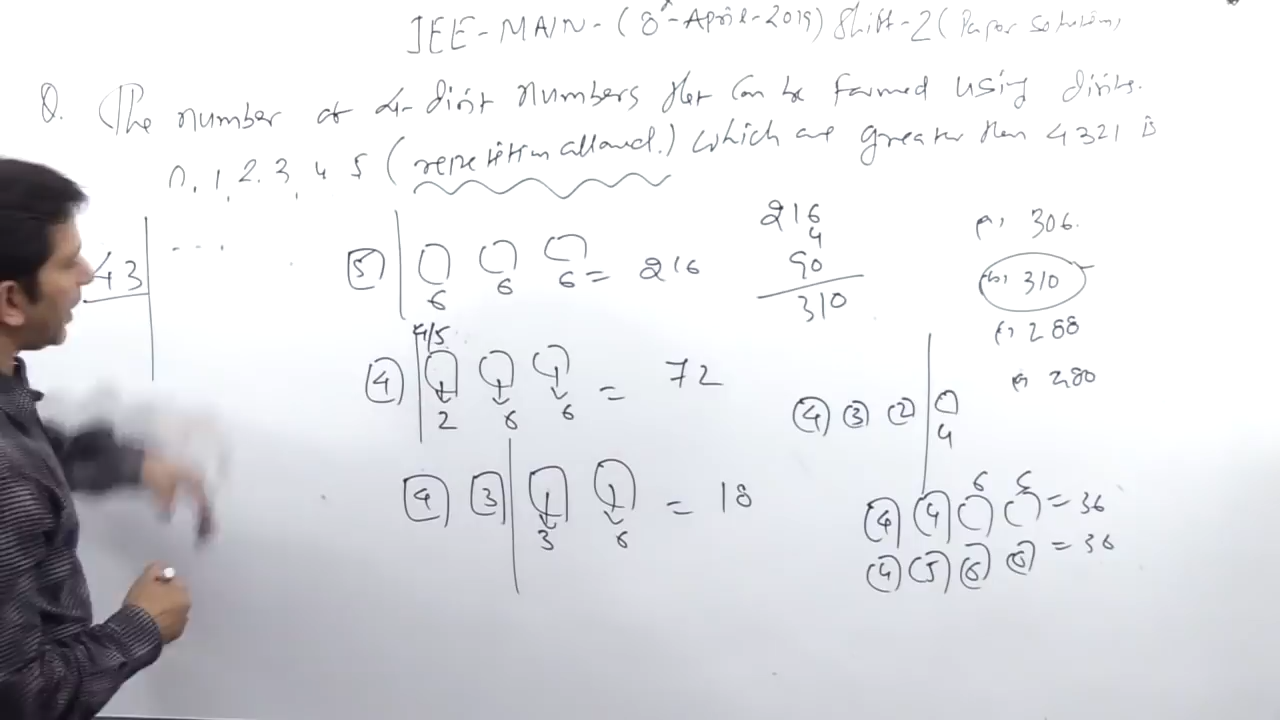 JEE-MAIN-(8-April-2019) Shift-2 (Paper solution)
Q. The number of 4-digit numbers that can be formed using digits.
0, 1, 2, 3, 4 5 (repetition allowed.) which are greater than 4321 is
43 ...
5 6 6 6 = 216
4/5
4 2 6 6 = 72
4 3 3 6 = 18
216
4
90
310
4 3 2 4
4 4 6 6 = 36
4 5 6 6 = 36
(a) 306.
(b) 310
(c) 288
280